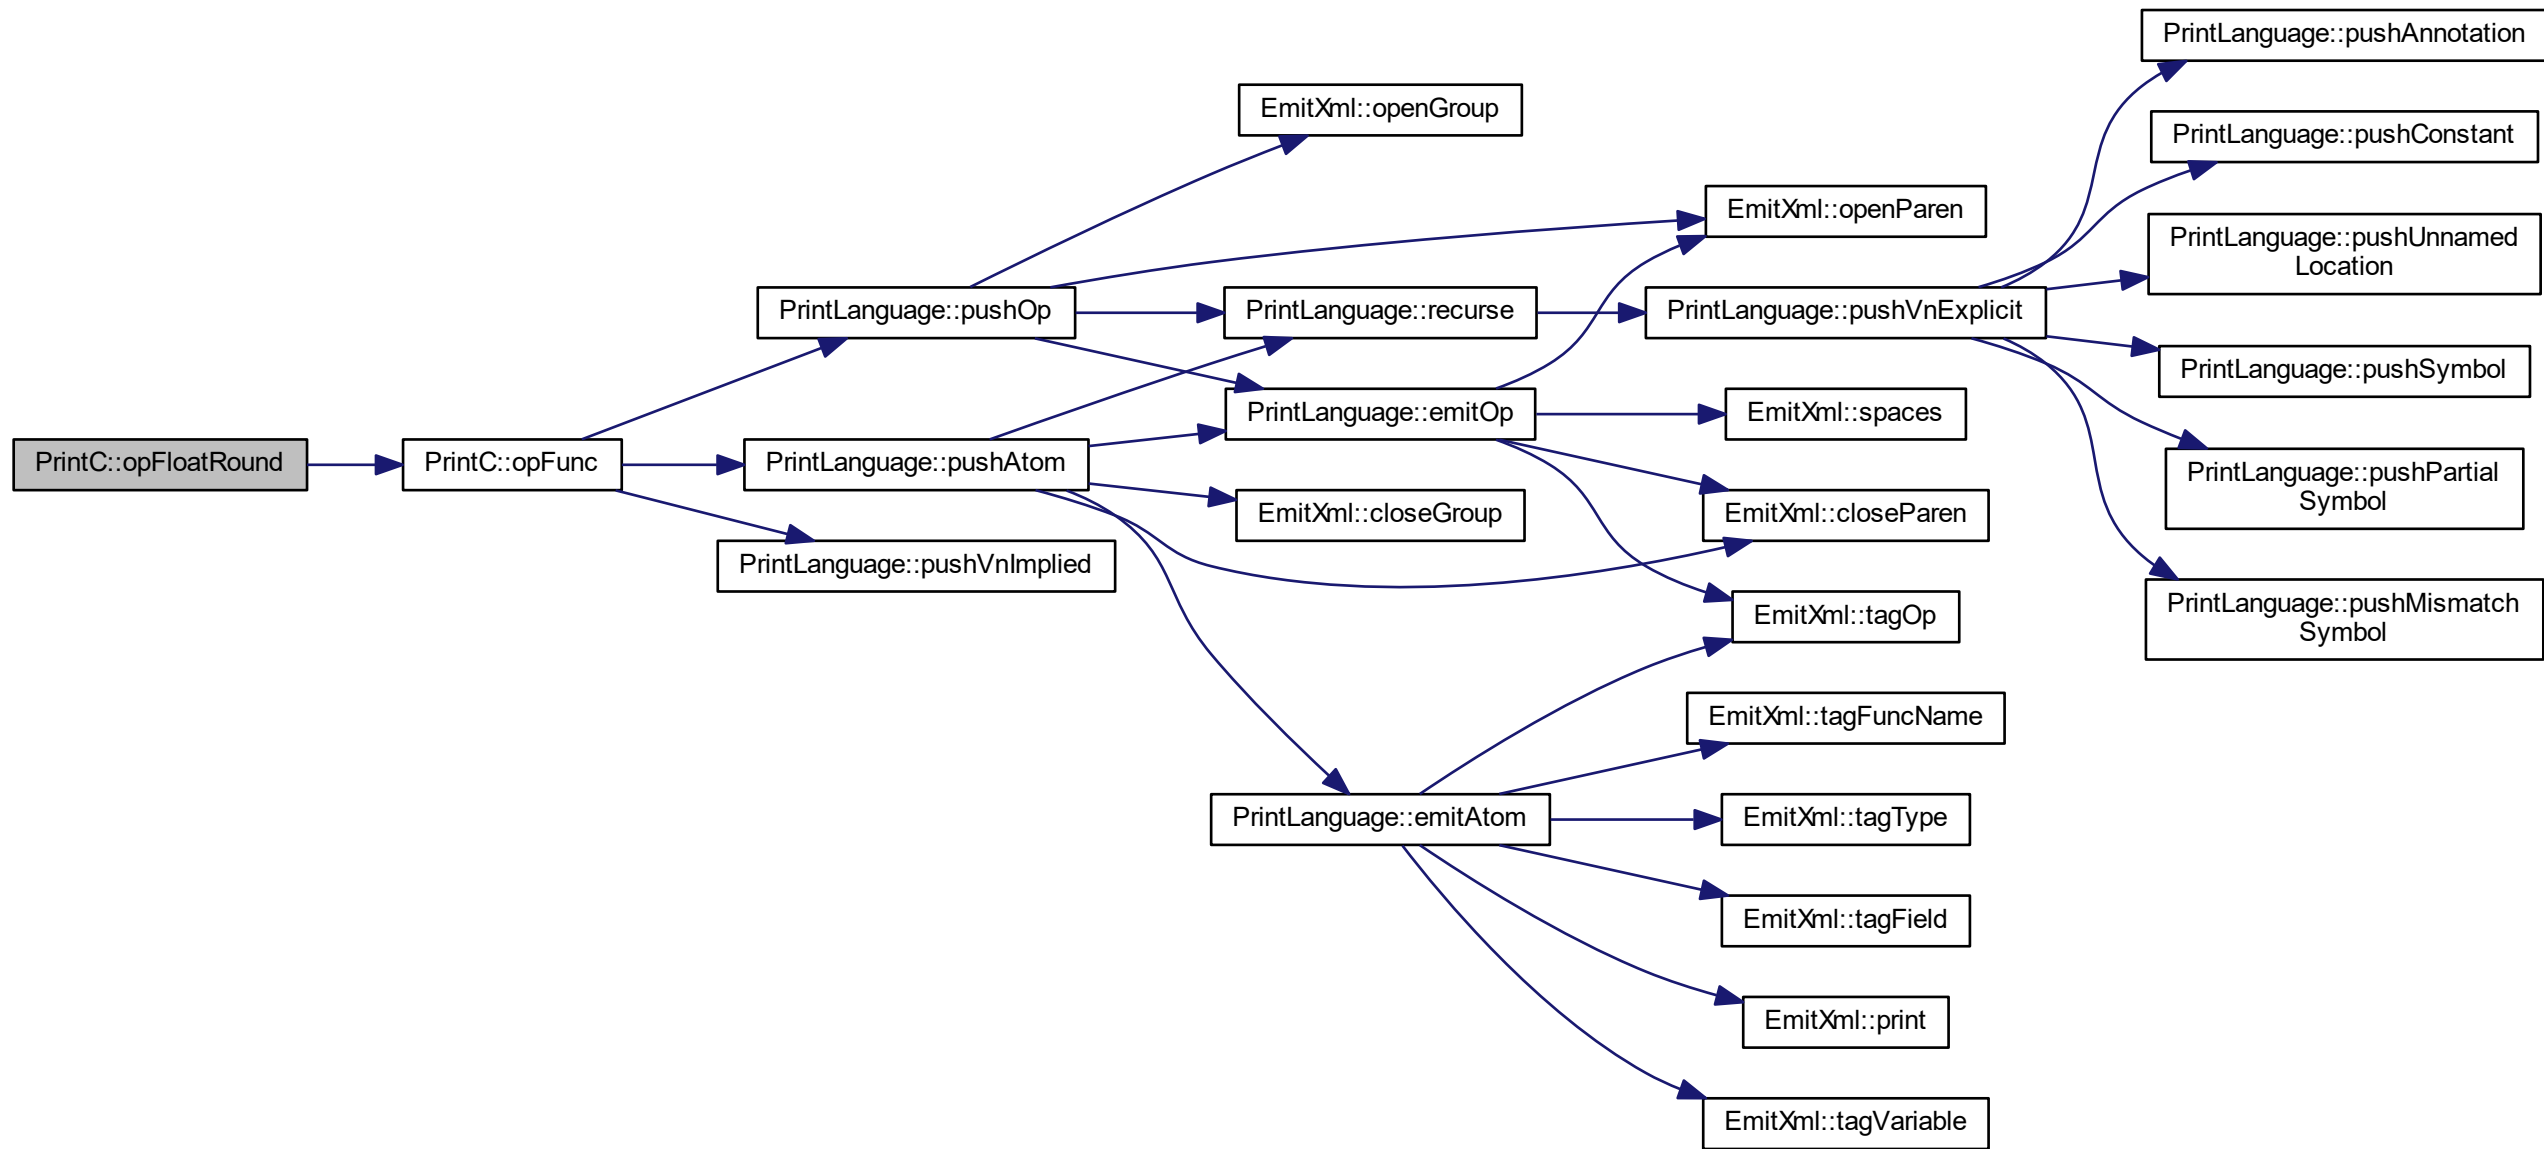 PrintC::opFloatRound
PrintC::opFunc
PrintLanguage::pushOp
PrintLanguage::pushAtom
PrintLanguage::pushVnImplied
EmitXml::openGroup
PrintLanguage::recurse
PrintLanguage::emitOp
EmitXml::closeGroup
PrintLanguage::emitAtom
EmitXml::openParen
PrintLanguage::pushVnExplicit
EmitXml::spaces
EmitXml::closeParen
EmitXml::tagOp
EmitXml::tagFuncName
EmitXml::tagType
EmitXml::tagField
EmitXml::print
EmitXml::tagVariable
PrintLanguage::pushAnnotation
PrintLanguage::pushConstant
PrintLanguage::pushUnnamed
Location
PrintLanguage::pushSymbol
PrintLanguage::pushPartial
Symbol
PrintLanguage::pushMismatch
Symbol